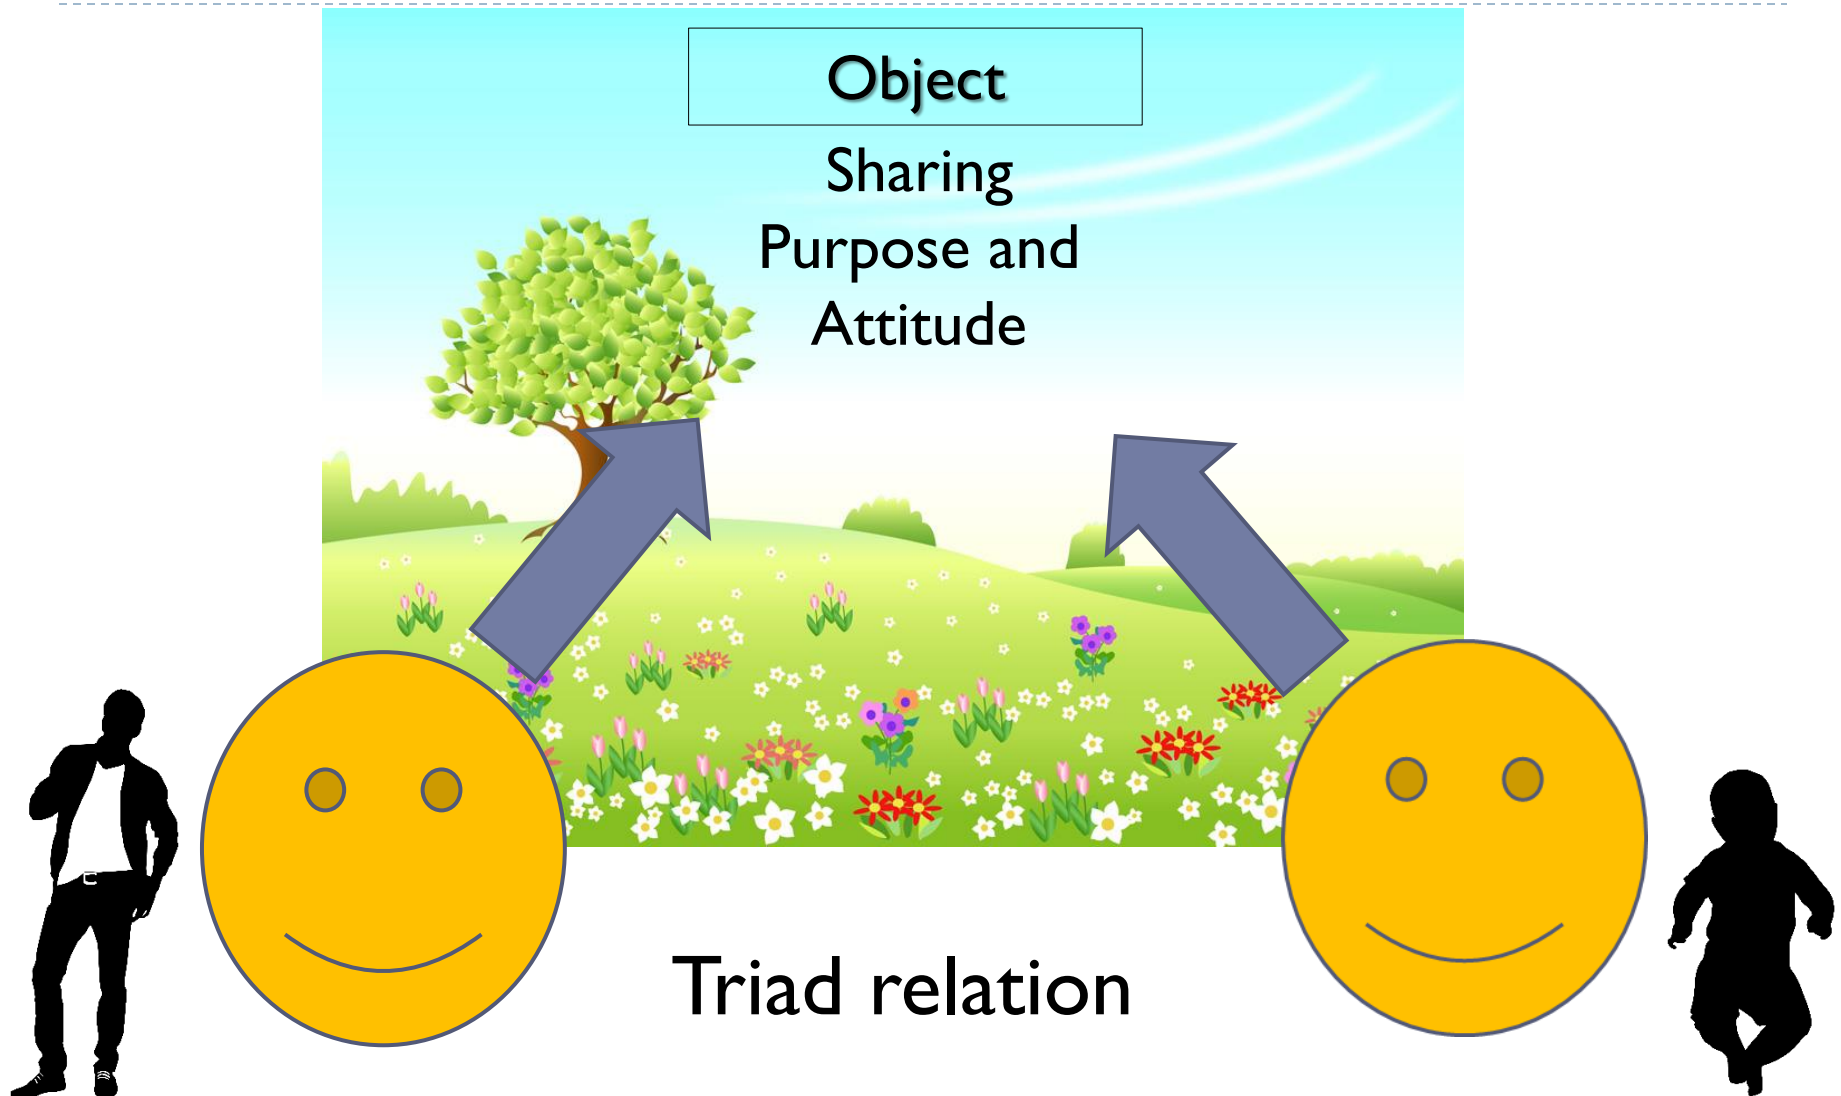 Object
Sharing
Purpose and
Attitude
Triad relation